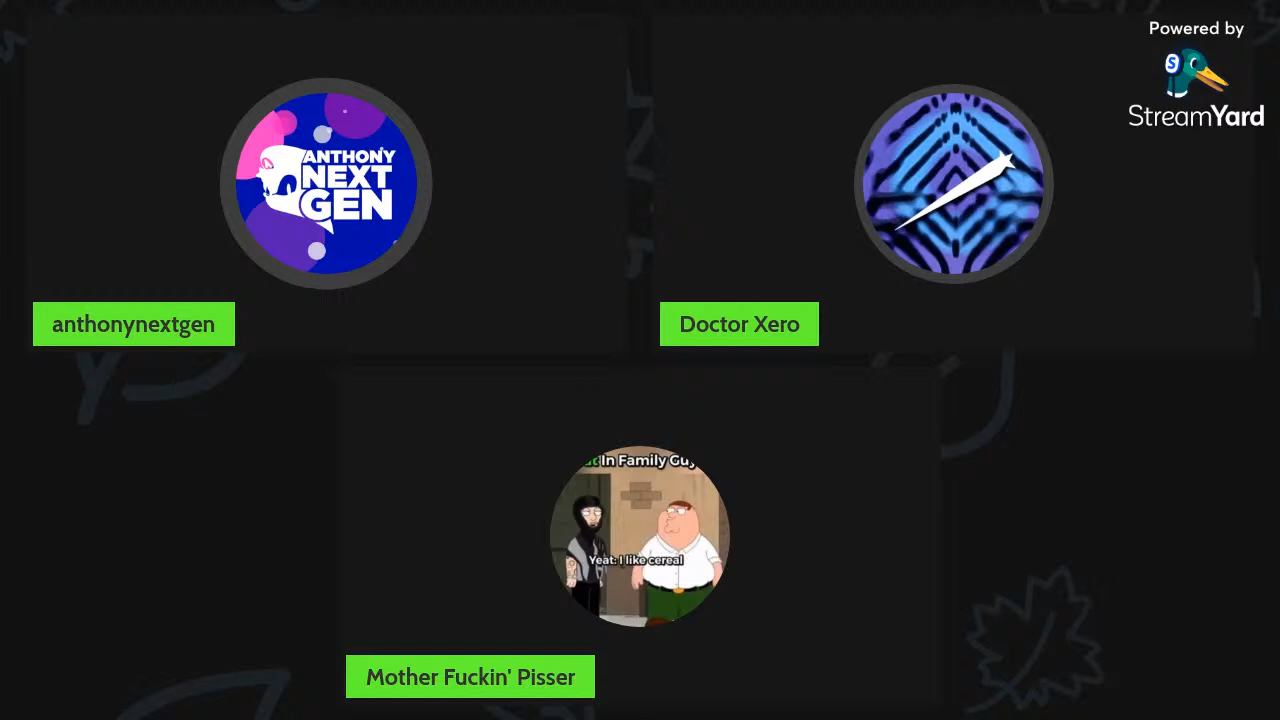 Powered by
S
StreamYard
ANTHONY
NEXT
GEN
anthonynextgen
Doctor Xero
In Family Guy
Yeat: I like cereal
Mother Fuckin' Pisser